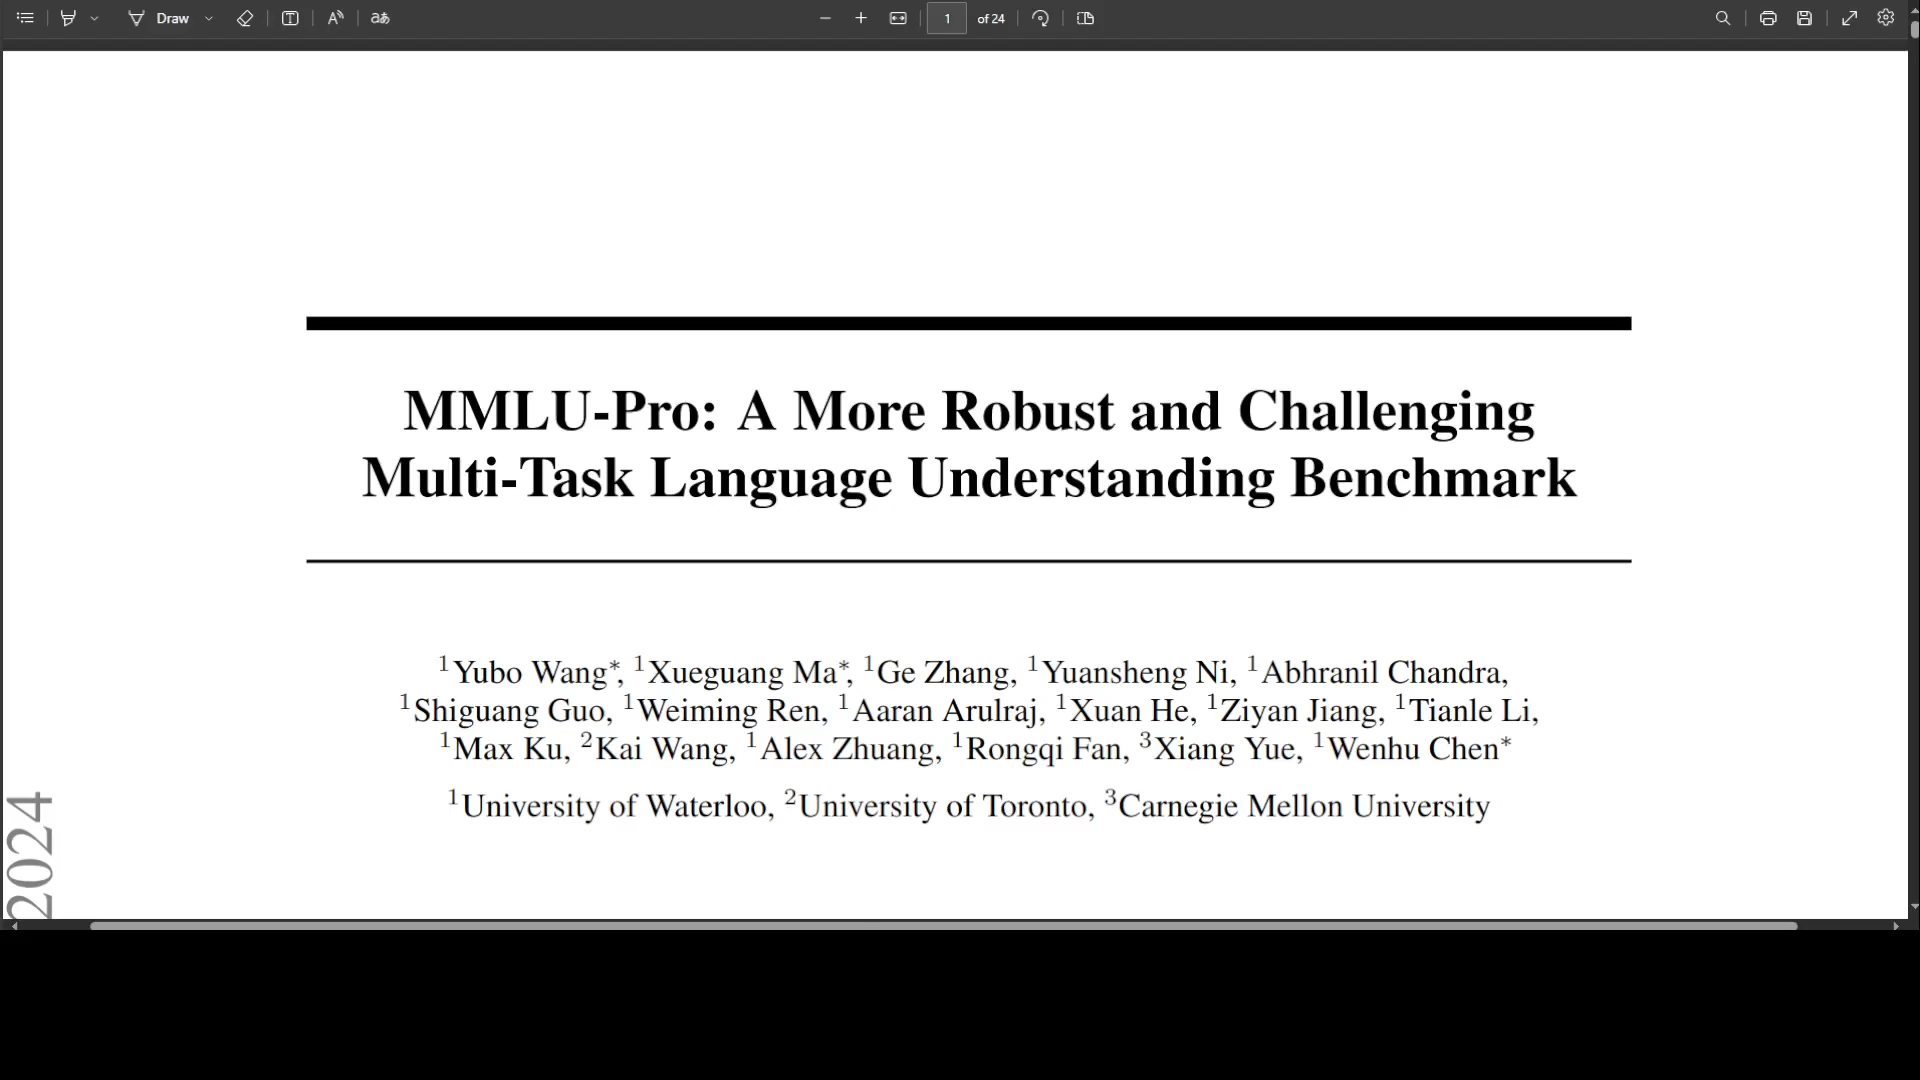 Draw
1 of 24
MMLU-Pro: A More Robust and Challenging
Multi-Task Language Understanding Benchmark
¹Yubo Wang*, ¹Xueguang Ma*, ¹Ge Zhang, ¹Yuansheng Ni, ¹Abhranil Chandra,
¹Shiguang Guo, ¹Weiming Ren, ¹Aaran Arulraj, ¹Xuan He, ¹Ziyan Jiang, ¹Tianle Li,
¹Max Ku, ²Kai Wang, ¹Alex Zhuang, ¹Rongqi Fan, ³Xiang Yue, ¹Wenhu Chen*
¹University of Waterloo, ²University of Toronto, ³Carnegie Mellon University
2024